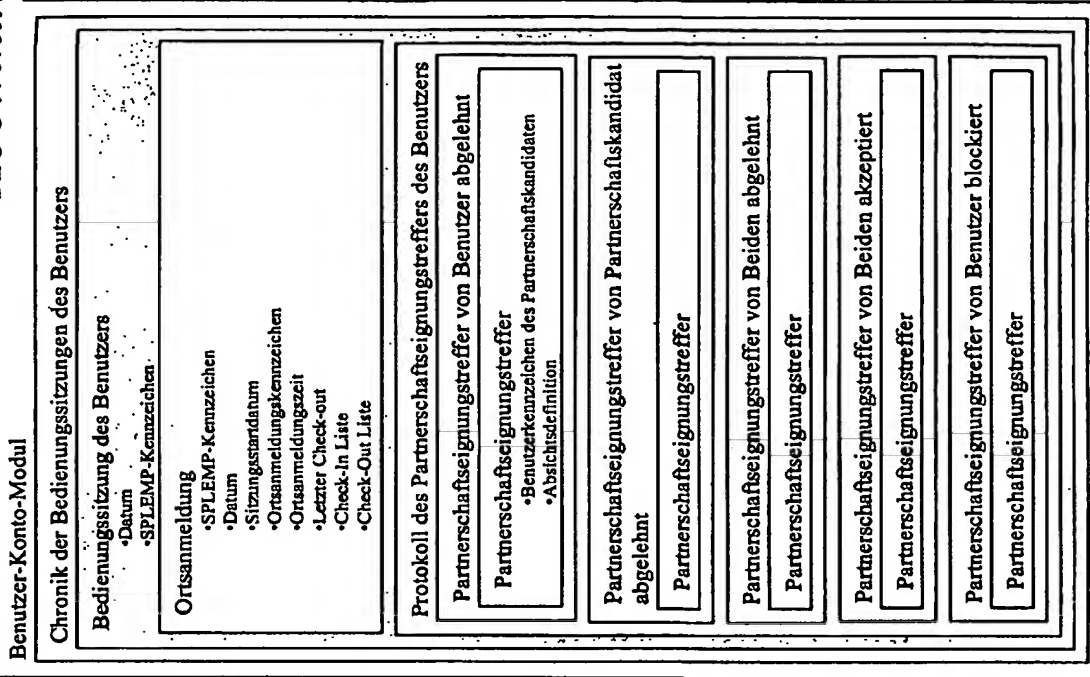 Benutzer-Konto-Modul
Chronik der Bedienungssitzungen des Benutzers
Bedienungssitzung des Benutzers
•Datum
•SPLEMP-Kennzeichen
Ortsanmeldung
•SPLEMP-Kennzeichen
•Datum
•Sitzungsstartdatum
•Ortsanmeldungskennzeichen
•Ortsanmeldungszeit
•Letzter Check-out
•Check-In Liste
•Check-Out Liste
Protokoll des Partnerschaftseignungstreffers des Benutzers
Partnerschaftseignungstreffer von Benutzer abgelehnt
Partnerschaftseignungstreffer
•Benutzerkennzeichen des Partnerschaftskandidaten
•Absichtsdefinition
Partnerschaftseignungstreffer von Partnerschaftskandidat
abgelehnt
Partnerschaftseignungstreffer
Partnerschaftseignungstreffer von Beiden abgelehnt
Partnerschaftseignungstreffer
Partnerschaftseignungstreffer von Beiden akzeptiert
Partnerschaftseignungstreffer
Partnerschaftseignungstreffer von Benutzer blockiert
Partnerschaftseignungstreffer